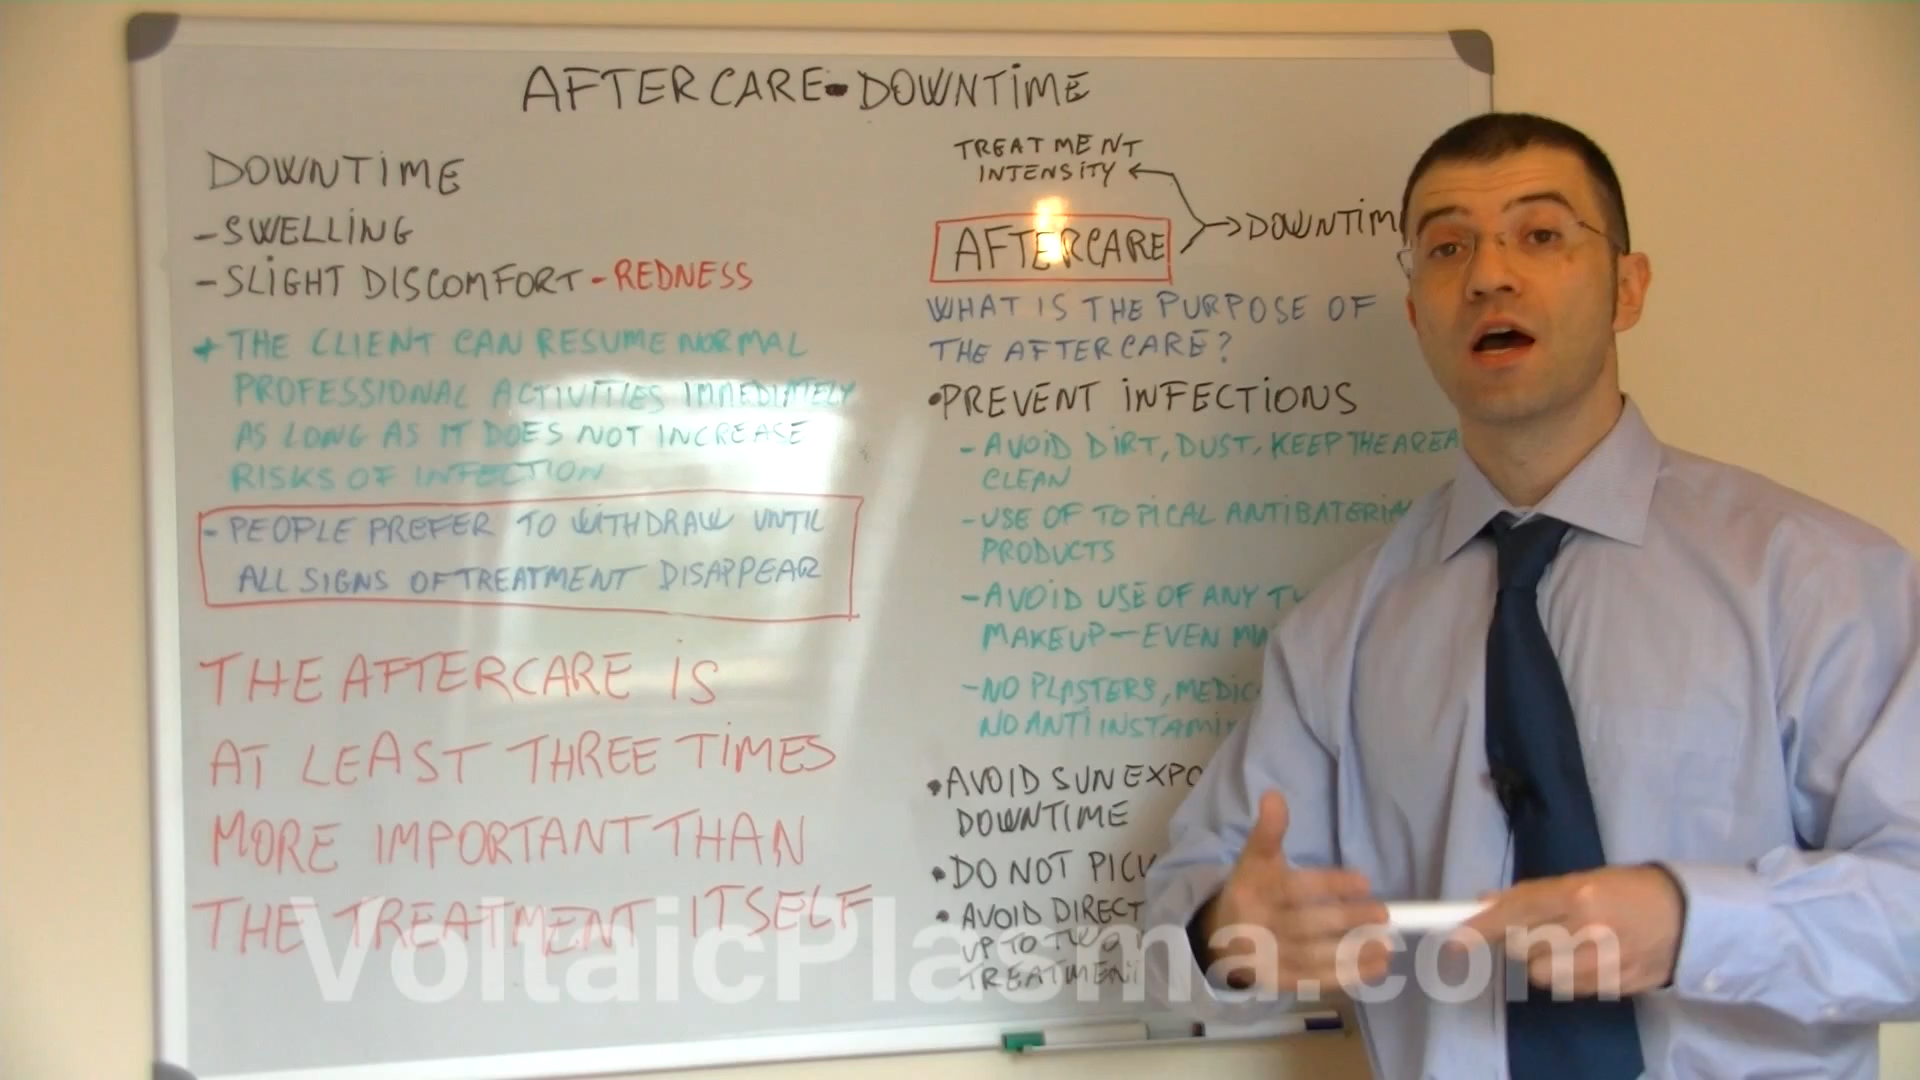 AFTERCARE-DOWNTIME
DOWNTIME
-SWELLING
-SLIGHT DISCOMFORT-REDNESS
+ THE CLIENT CAN RESUME NORMAL
PROFESSIONAL ACTIVITIES IMMEDIATELY
AS LONG AS IT DOES NOT INCREASE
RISKS OF INFECTION
-PEOPLE PREFER TO WITHDRAW UNTIL
ALL SIGNS OF TREATMENT DISAPPEAR
THE AFTERCARE IS
AT LEAST THREE TIMES
MORE IMPORTANT THAN
THE TREATMENT ITSELF
TREATMENT
INTENSITY
AFTERCARE
DOWNTIM
WHAT IS THE PURPOSE OF
THE AFTERCARE?
•PREVENT INFECTIONS
-AVOID DIRT, DUST, KEEP THE AREA
CLEAN
-USE OF TOPICAL
PRODUCTS
-AVOID USE OF ANY
MAKEUP-EVEN
-NO PLASTERS,
NO ANTI
•AVOID SUN
DOWNTIME
•DO NOT
•AVOID DIRECT
UP TO TWO
TREATMENT
VoltaicPlasma.com